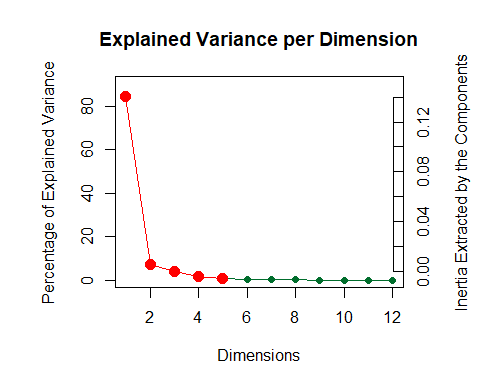 Explained Variance per Dimension
Percentage of Explained Variance
0 20 40 60 80
Inertia Extracted by the Components
0.00 0.04 0.08 0.12
2 4 6 8 10 12
Dimensions